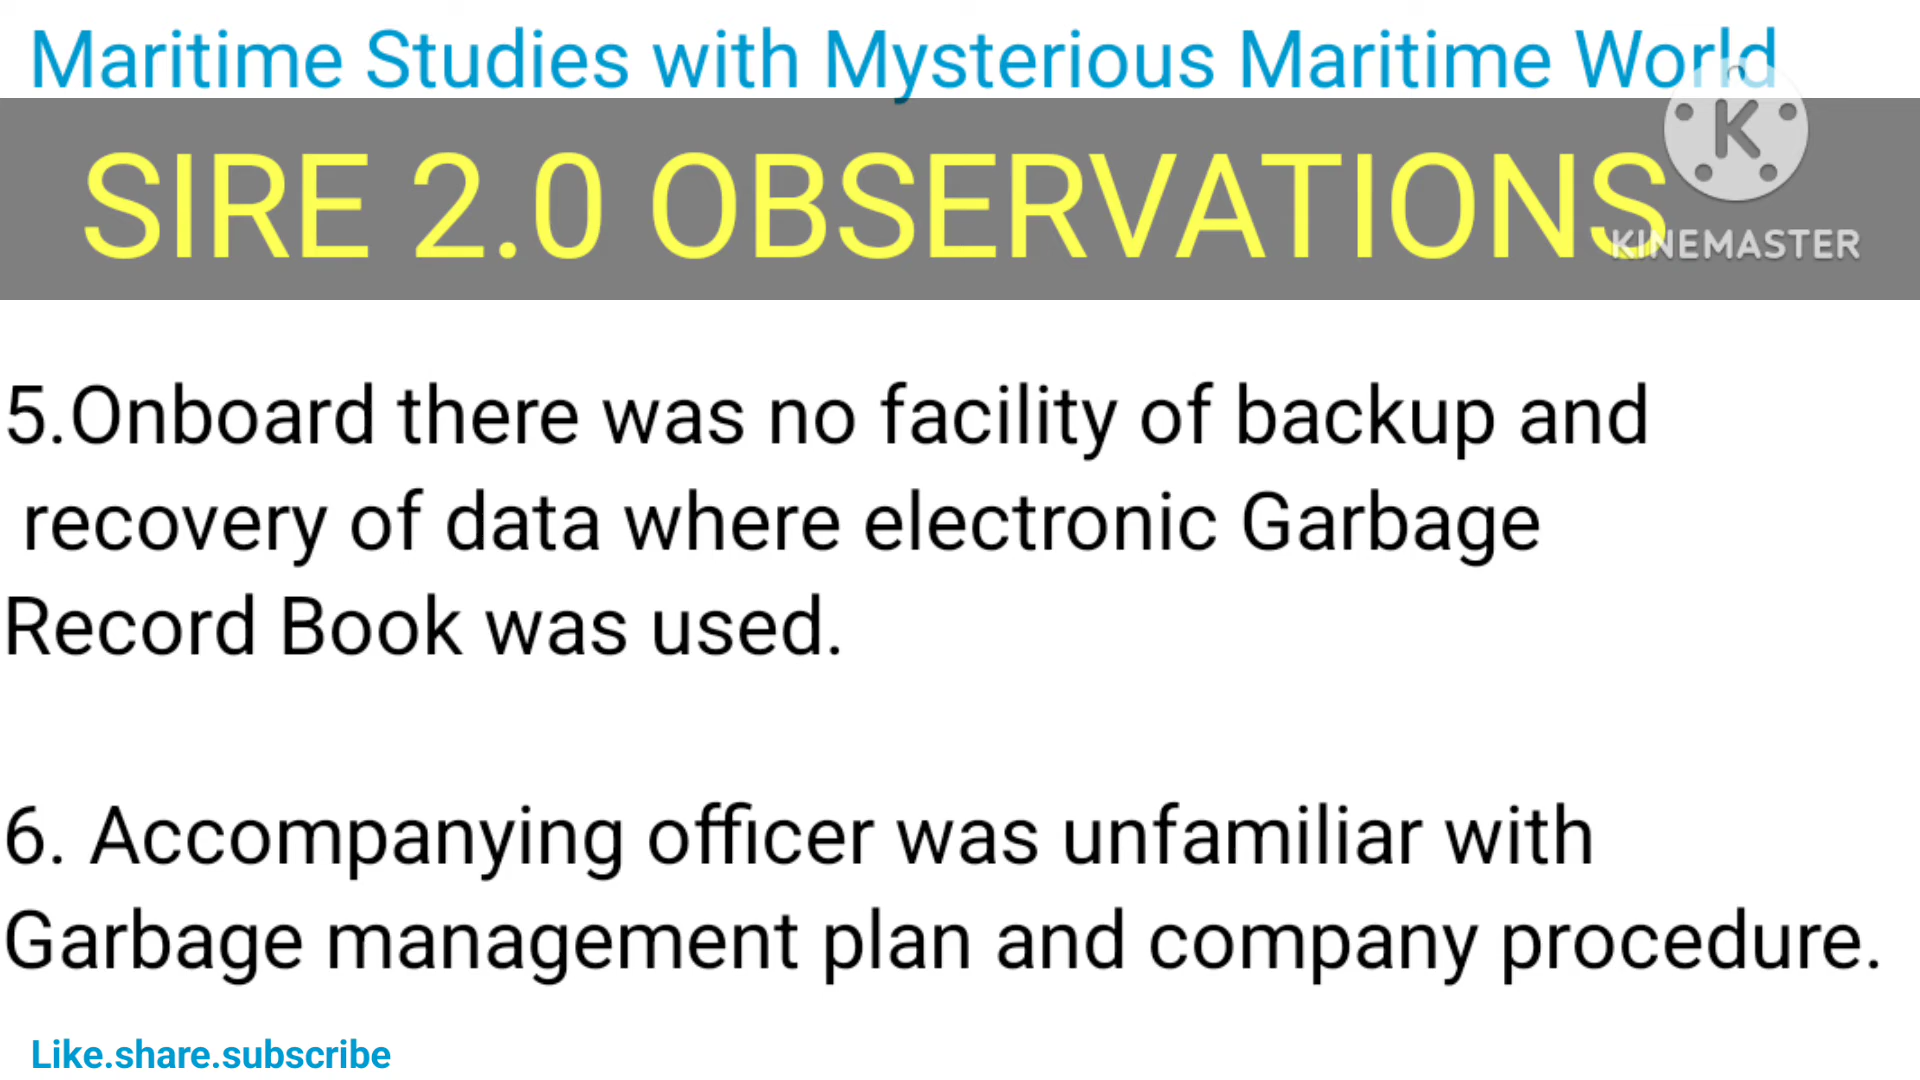 Maritime Studies with Mysterious Maritime World
SIRE 2.0 OBSERVATIONS
K
KINEMASTER
5.Onboard there was no facility of backup and
recovery of data where electronic Garbage
Record Book was used.
6. Accompanying officer was unfamiliar with
Garbage management plan and company procedure.
Like.share.subscribe